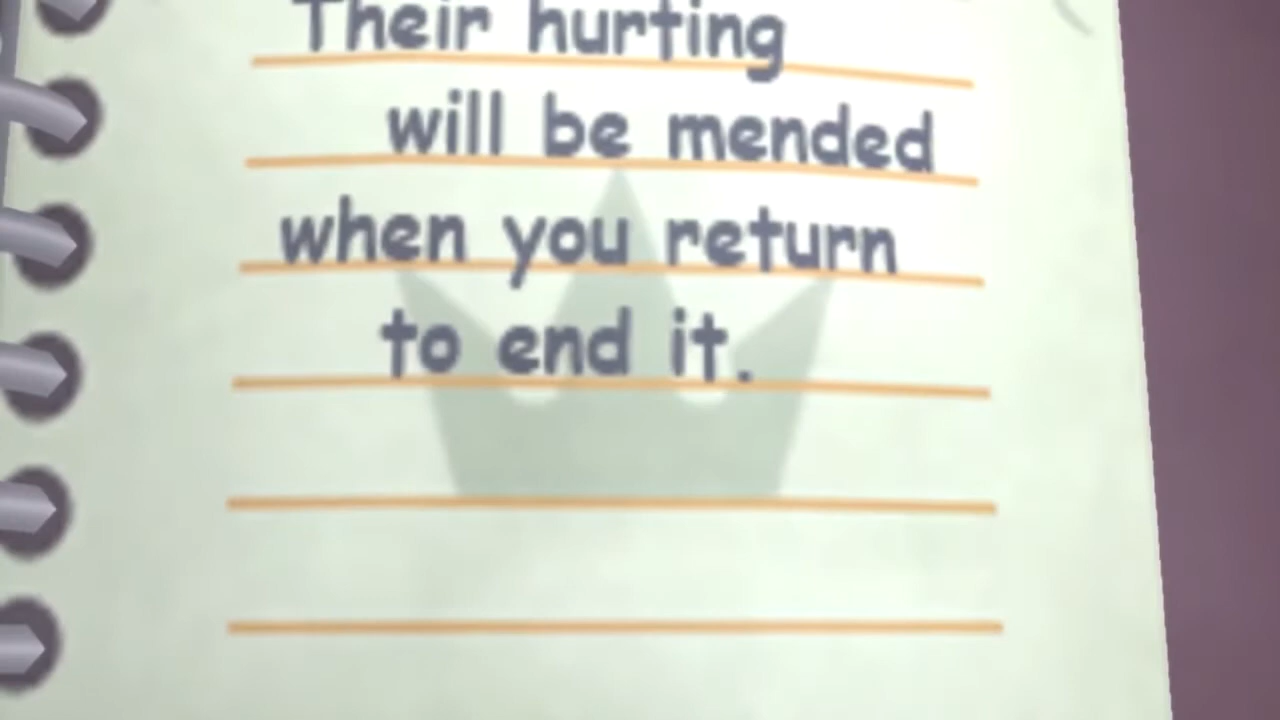 Their hurting
will be mended
when you return
to end it.